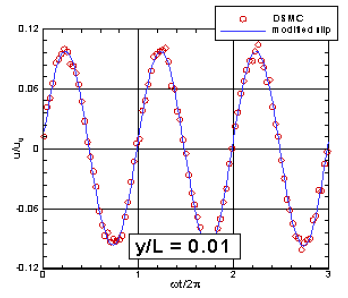 DSMC
modified slip
0.12
0.06
0
-0.06
-0.12
u/u₀
y/L = 0.01
0 1 2 3
ωt/2π